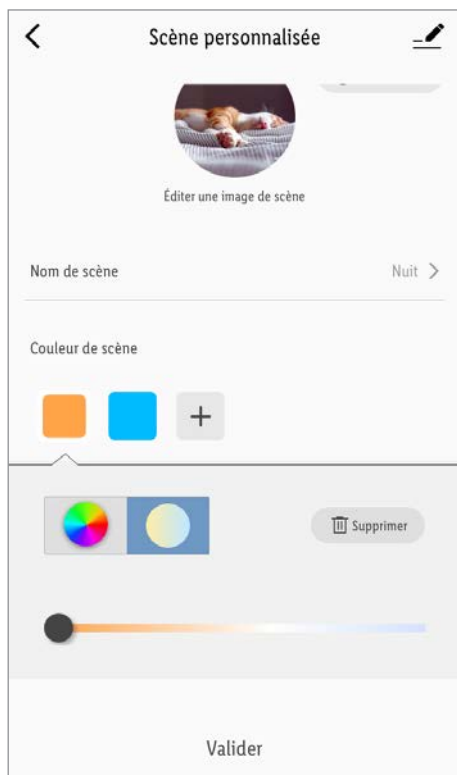 Scène personnalisée
Éditer une image de scène
Nom de scène
Nuit
Couleur de scène
Supprimer
Valider